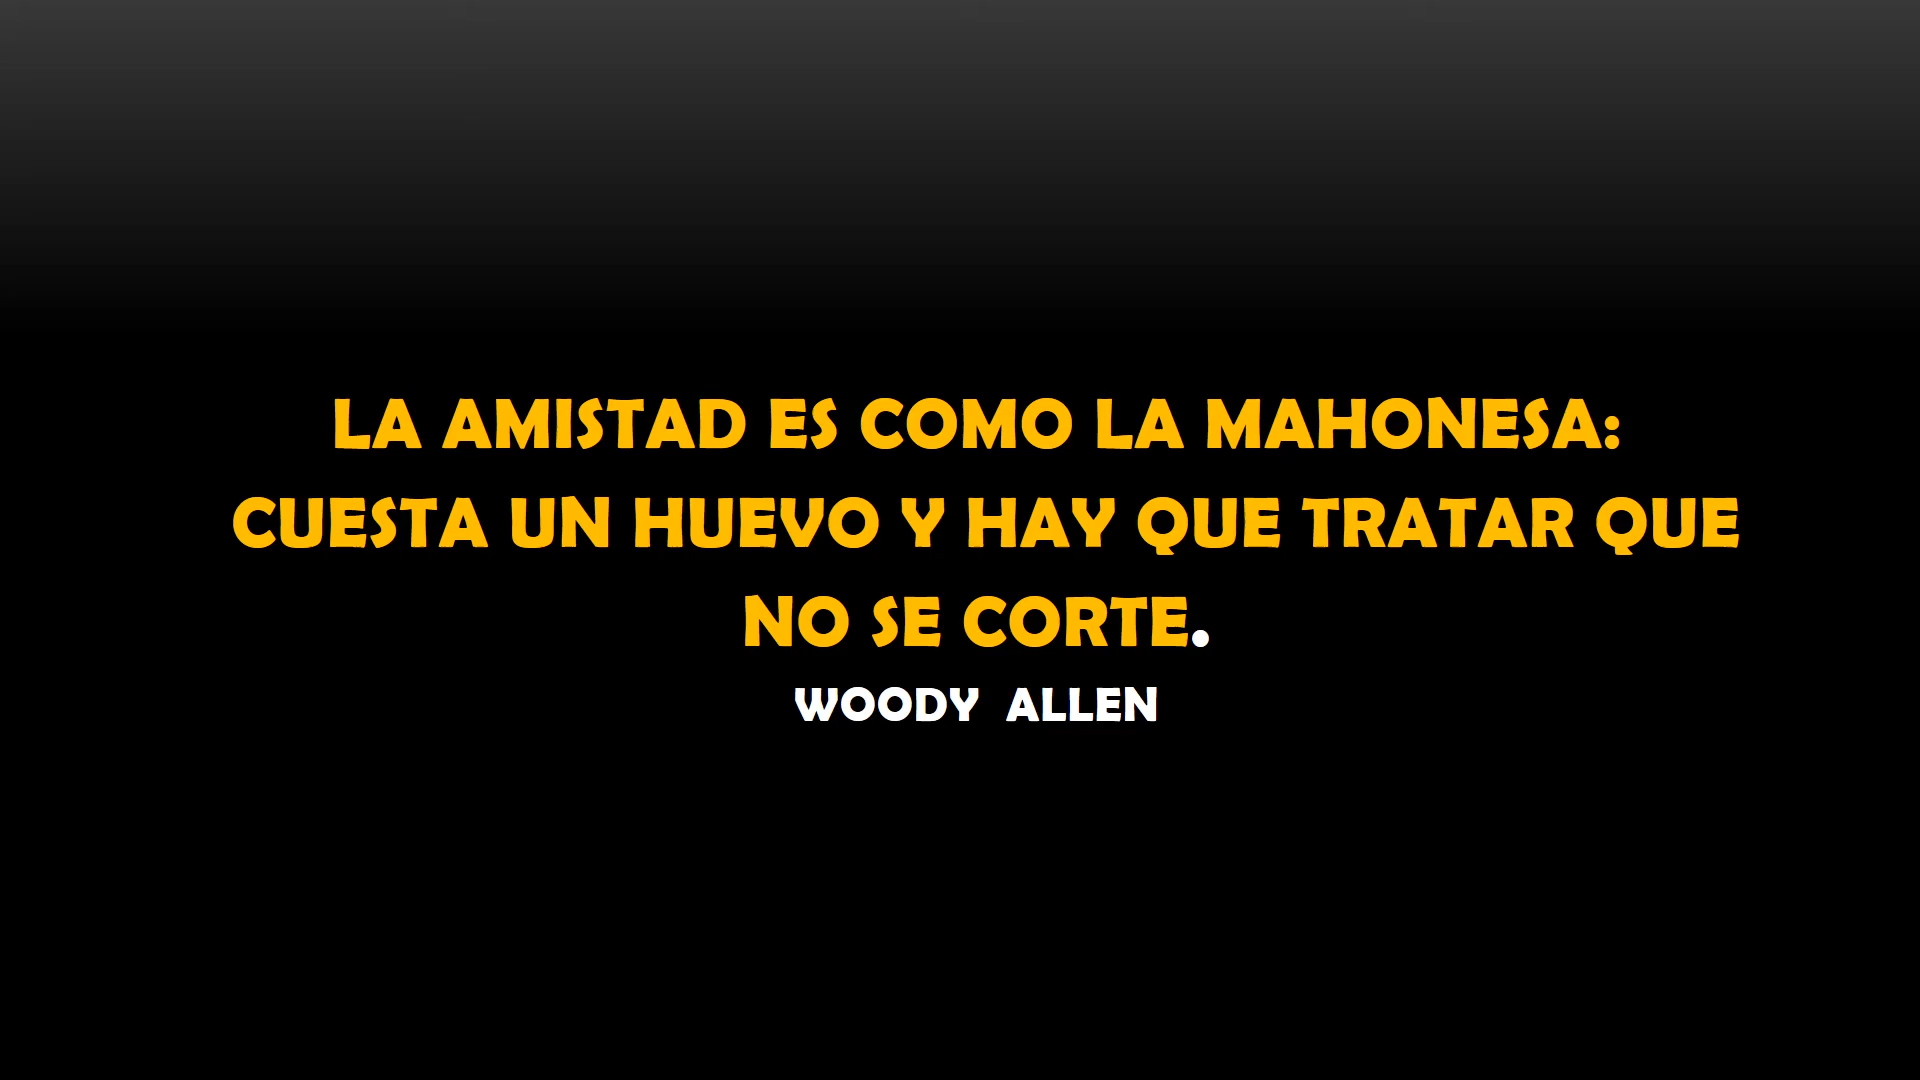 LA AMISTAD ES COMO LA MAHONESA:
CUESTA UN HUEVO Y HAY QUE TRATAR QUE
NO SE CORTE.
WOODY ALLEN